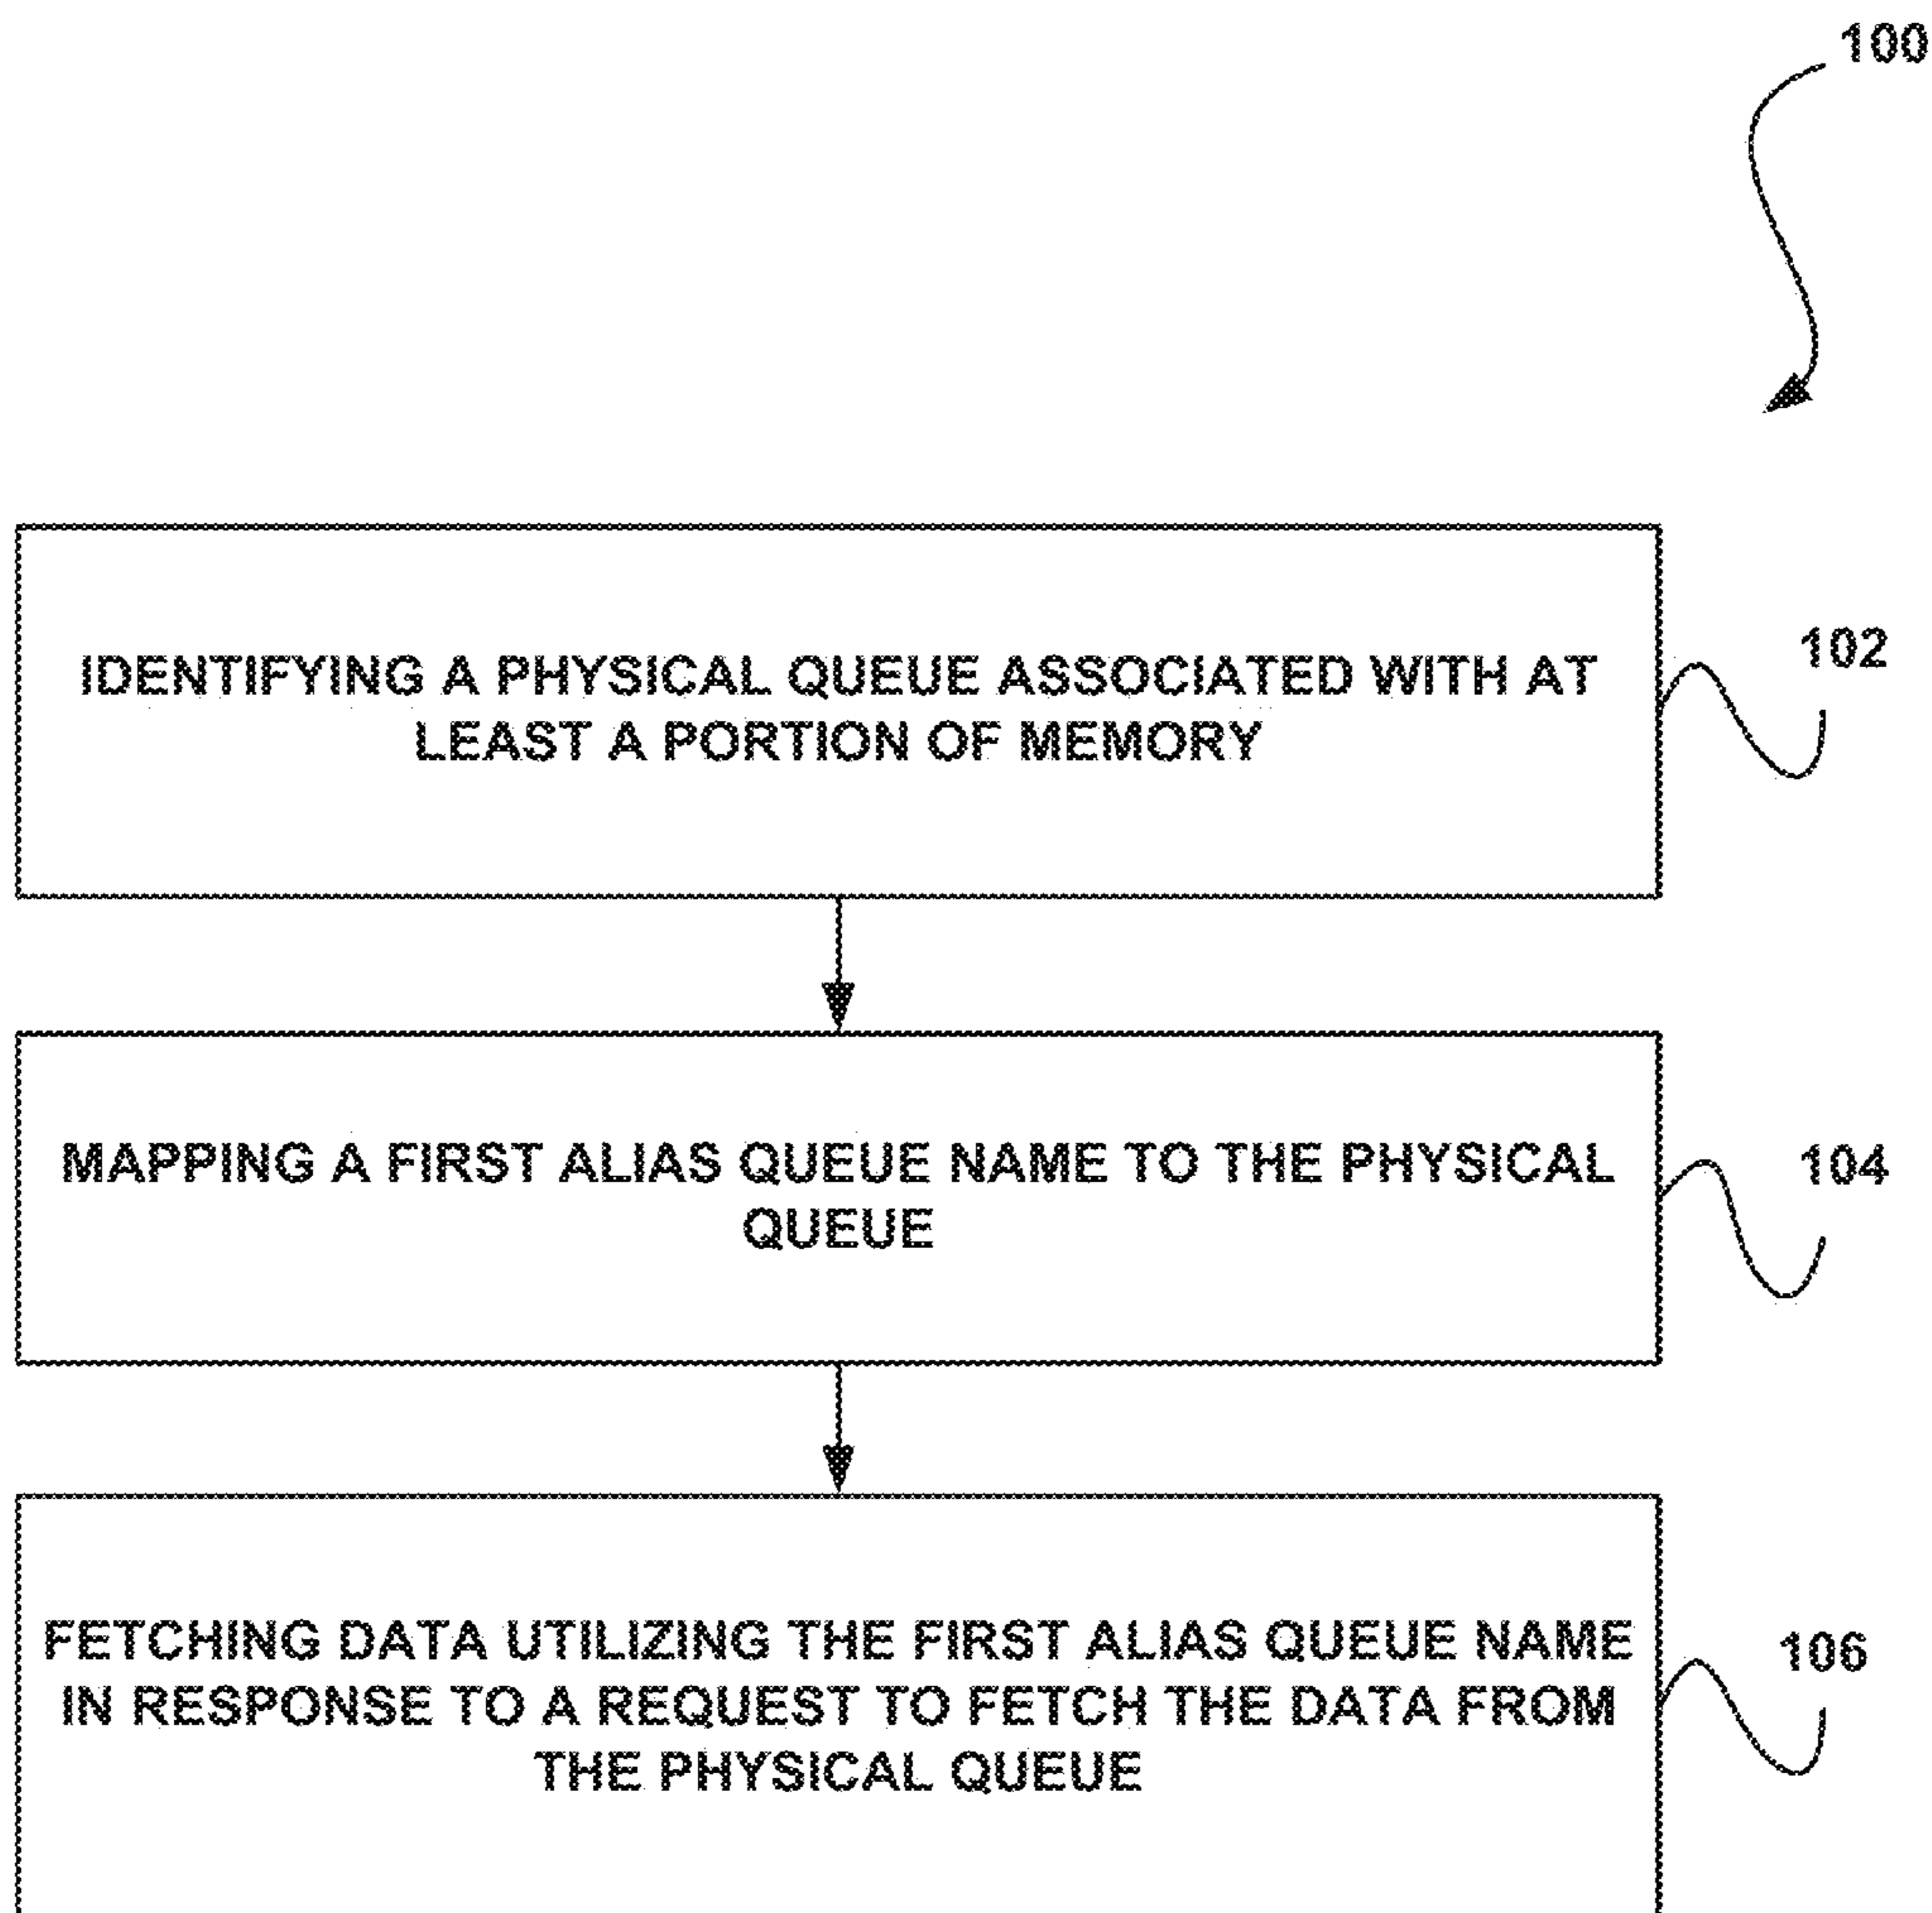 100
IDENTIFYING A PHYSICAL QUEUE ASSOCIATED WITH AT
LEAST A PORTION OF MEMORY
102
MAPPING A FIRST ALIAS QUEUE NAME TO THE PHYSICAL
QUEUE
104
FETCHING DATA UTILIZING THE FIRST ALIAS QUEUE NAME
IN RESPONSE TO A REQUEST TO FETCH THE DATA FROM
THE PHYSICAL QUEUE
106